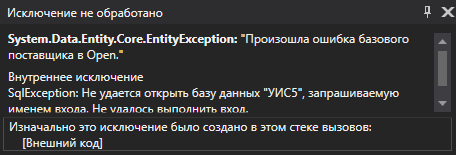 Исключение не обработано
System.Data.Entity.Core.EntityException: "Произошла ошибка базового
поставщика в Open."
Внутреннее исключение
SqlException: Не удается открыть базу данных "УИС5", запрашиваемую
именем входа. Не удалось выполнить вход.
Изначально это исключение было создано в этом стеке вызовов:
[Внешний код]